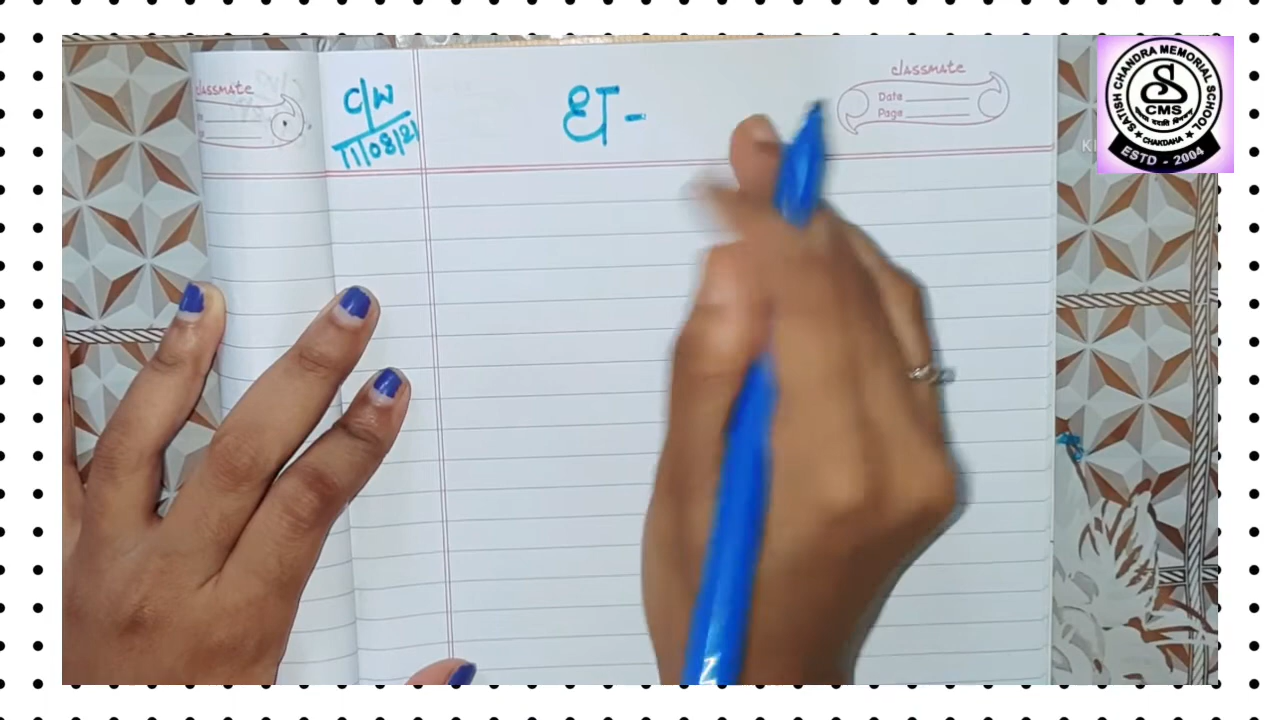 classmate
C/W
11/08/21
ध -
classmate
Date
Page
SATISH CHANDRA MEMORIAL SCHOOL
S
CMS
★ CHAKDAHA ★
ESTD - 2004